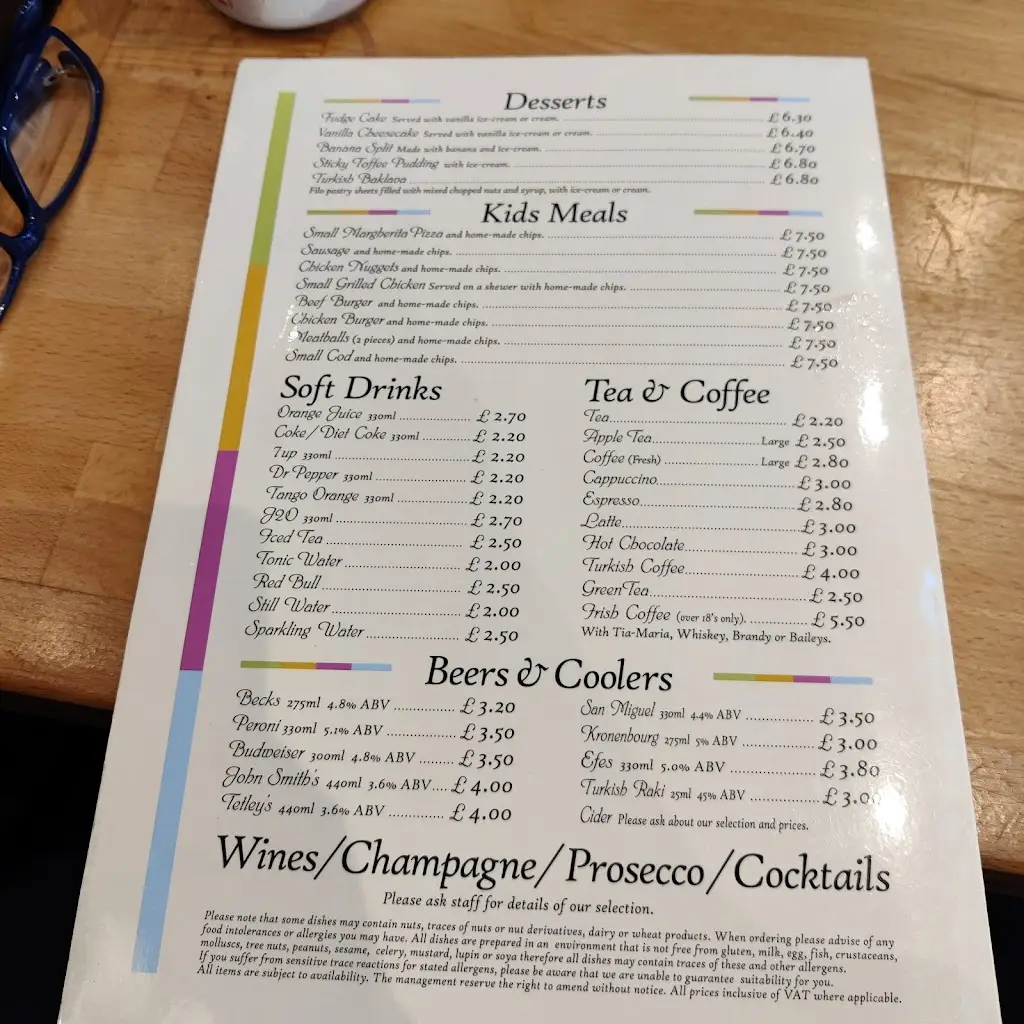 Desserts
Fudge Cake Served with vanilla ice-cream or cream. £6.30
Vanilla Cheesecake Served with vanilla ice-cream or cream. £6.40
Banana Split Made with banana and ice-cream. £6.70
Sticky Toffee Pudding with ice-cream. £6.80
Turkish Baklava £6.80
Filo pastry sheets filled with mixed chopped nuts and syrup, with ice-cream or cream.
Kids Meals
Small Margherita Pizza and home-made chips. £7.50
Sausage and home-made chips. £7.50
Chicken Nuggets and home-made chips. £7.50
Small Grilled Chicken Served on a skewer with home-made chips. £7.50
Beef Burger and home-made chips. £7.50
Chicken Burger and home-made chips. £7.50
Meatballs (2 pieces) and home-made chips. £7.50
Small Cod and home-made chips. £7.50
Soft Drinks
Orange Juice 330ml £2.70
Coke/Diet Coke 330ml £2.20
7up 330ml £2.20
Dr Pepper 330ml £2.20
Tango Orange 330ml £2.20
J2O 330ml £2.70
Iced Tea £2.50
Tonic Water £2.00
Red Bull £2.50
Still Water £2.00
Sparkling Water £2.50
Tea & Coffee
Tea £2.20
Apple Tea Large £2.50
Coffee (Fresh) Large £2.80
Cappuccino £3.00
Espresso £2.80
Latte £3.00
Hot Chocolate £3.00
Turkish Coffee £4.00
Green Tea £2.50
Irish Coffee (over 18's only). £5.50
With Tia-Maria, Whiskey, Brandy or Baileys.
Beers & Coolers
Becks 275ml 4.8% ABV £3.20
Peroni 330ml 5.1% ABV £3.50
Budweiser 300ml 4.8% ABV £3.50
John Smith's 440ml 3.6% ABV £4.00
Tetley's 440ml 3.6% ABV £4.00
San Miguel 330ml 4.4% ABV £3.50
Kronenbourg 275ml 5% ABV £3.00
Efes 330ml 5.0% ABV £3.80
Turkish Raki 25ml 45% ABV £3.00
Cider Please ask about our selection and prices.
Wines/Champagne/Prosecco/Cocktails
Please ask staff for details of our selection.
Please note that some dishes may contain nuts, traces of nuts or nut derivatives, dairy or wheat products. When ordering please advise of any
food intolerances or allergies you may have. All dishes are prepared in an environment that is not free from gluten, milk, egg, fish, crustaceans,
molluscs, tree nuts, peanuts, sesame, celery, mustard, lupin or soya therefore all dishes may contain traces of these and other allergens.
If you suffer from sensitive trace reactions for stated allergens, please be aware that we are unable to guarantee suitability for you.
All items are subject to availability. The management reserve the right to amend without notice. All prices inclusive of VAT where applicable.